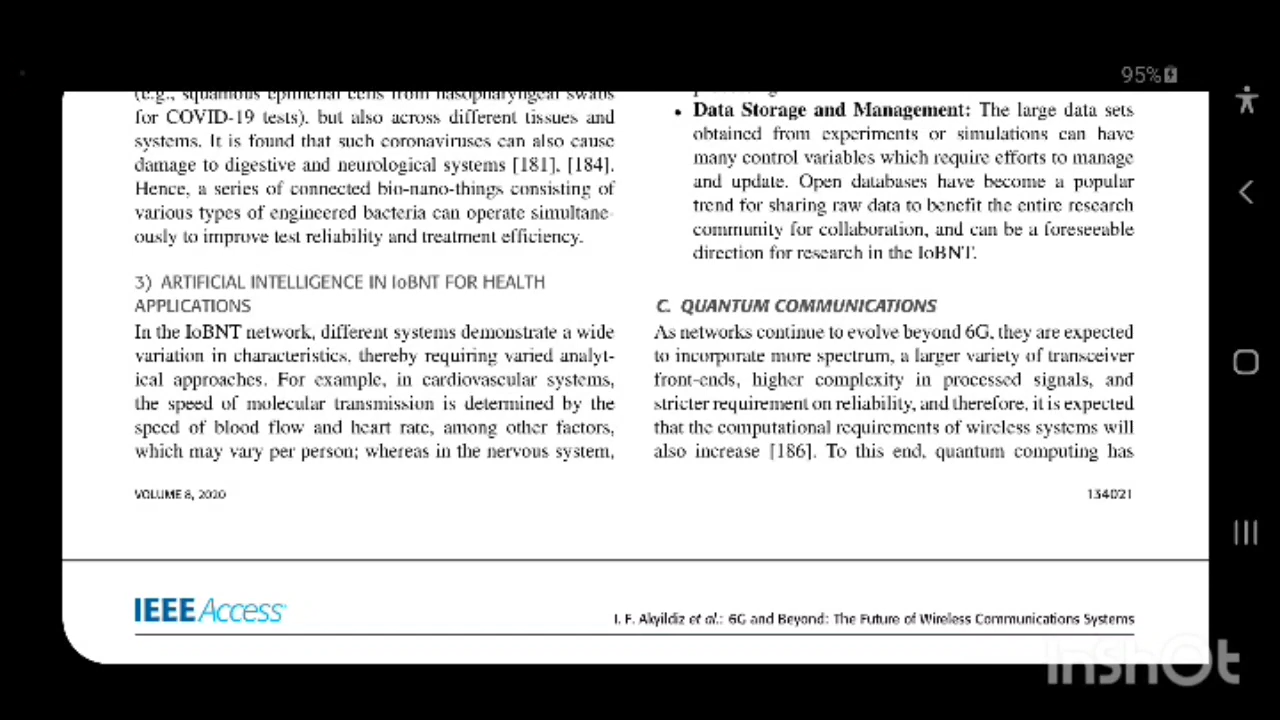 95%
(e.g., squamous epithelial cells from nasopharyngeal swabs
for COVID-19 tests), but also across different tissues and
systems. It is found that such coronaviruses can also cause
damage to digestive and neurological systems [181], [184].
Hence, a series of connected bio-nano-things consisting of
various types of engineered bacteria can operate simultane-
ously to improve test reliability and treatment efficiency.
3) ARTIFICIAL INTELLIGENCE IN IoBNT FOR HEALTH
APPLICATIONS
In the IoBNT network, different systems demonstrate a wide
variation in characteristics, thereby requiring varied analyt-
ical approaches. For example, in cardiovascular systems,
the speed of molecular transmission is determined by the
speed of blood flow and heart rate, among other factors,
which may vary per person; whereas in the nervous system,
• Data Storage and Management: The large data sets
obtained from experiments or simulations can have
many control variables which require efforts to manage
and update. Open databases have become a popular
trend for sharing raw data to benefit the entire research
community for collaboration, and can be a foreseeable
direction for research in the IoBNT.
C. QUANTUM COMMUNICATIONS
As networks continue to evolve beyond 6G, they are expected
to incorporate more spectrum, a larger variety of transceiver
front-ends, higher complexity in processed signals, and
stricter requirement on reliability, and therefore, it is expected
that the computational requirements of wireless systems will
also increase [186]. To this end, quantum computing has
VOLUME 8, 2020
134021
IEEE Access
I. F. Akyildiz et al.: 6G and Beyond: The Future of Wireless Communications Systems
InShOt